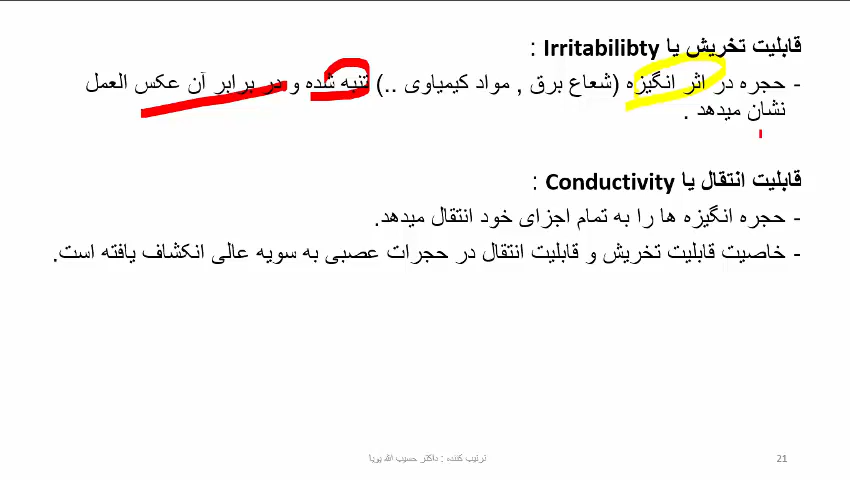 قابلیت تخریش یا Irritabilibty :
- حجره در اثر انگیزه (شعاع برق , مواد کیمیاوی ..) تنبه شده و در برابر آن عکس العمل
نشان میدهد .
قابلیت انتقال یا Conductivity :
- حجره انگیزه ها را به تمام اجزای خود انتقال میدهد.
- خاصیت قابلیت تخریش و قابلیت انتقال در حجرات عصبی به سویه عالی انکشاف یافته است.
ترتیب کننده : داکتر حسیب الله پویا
21